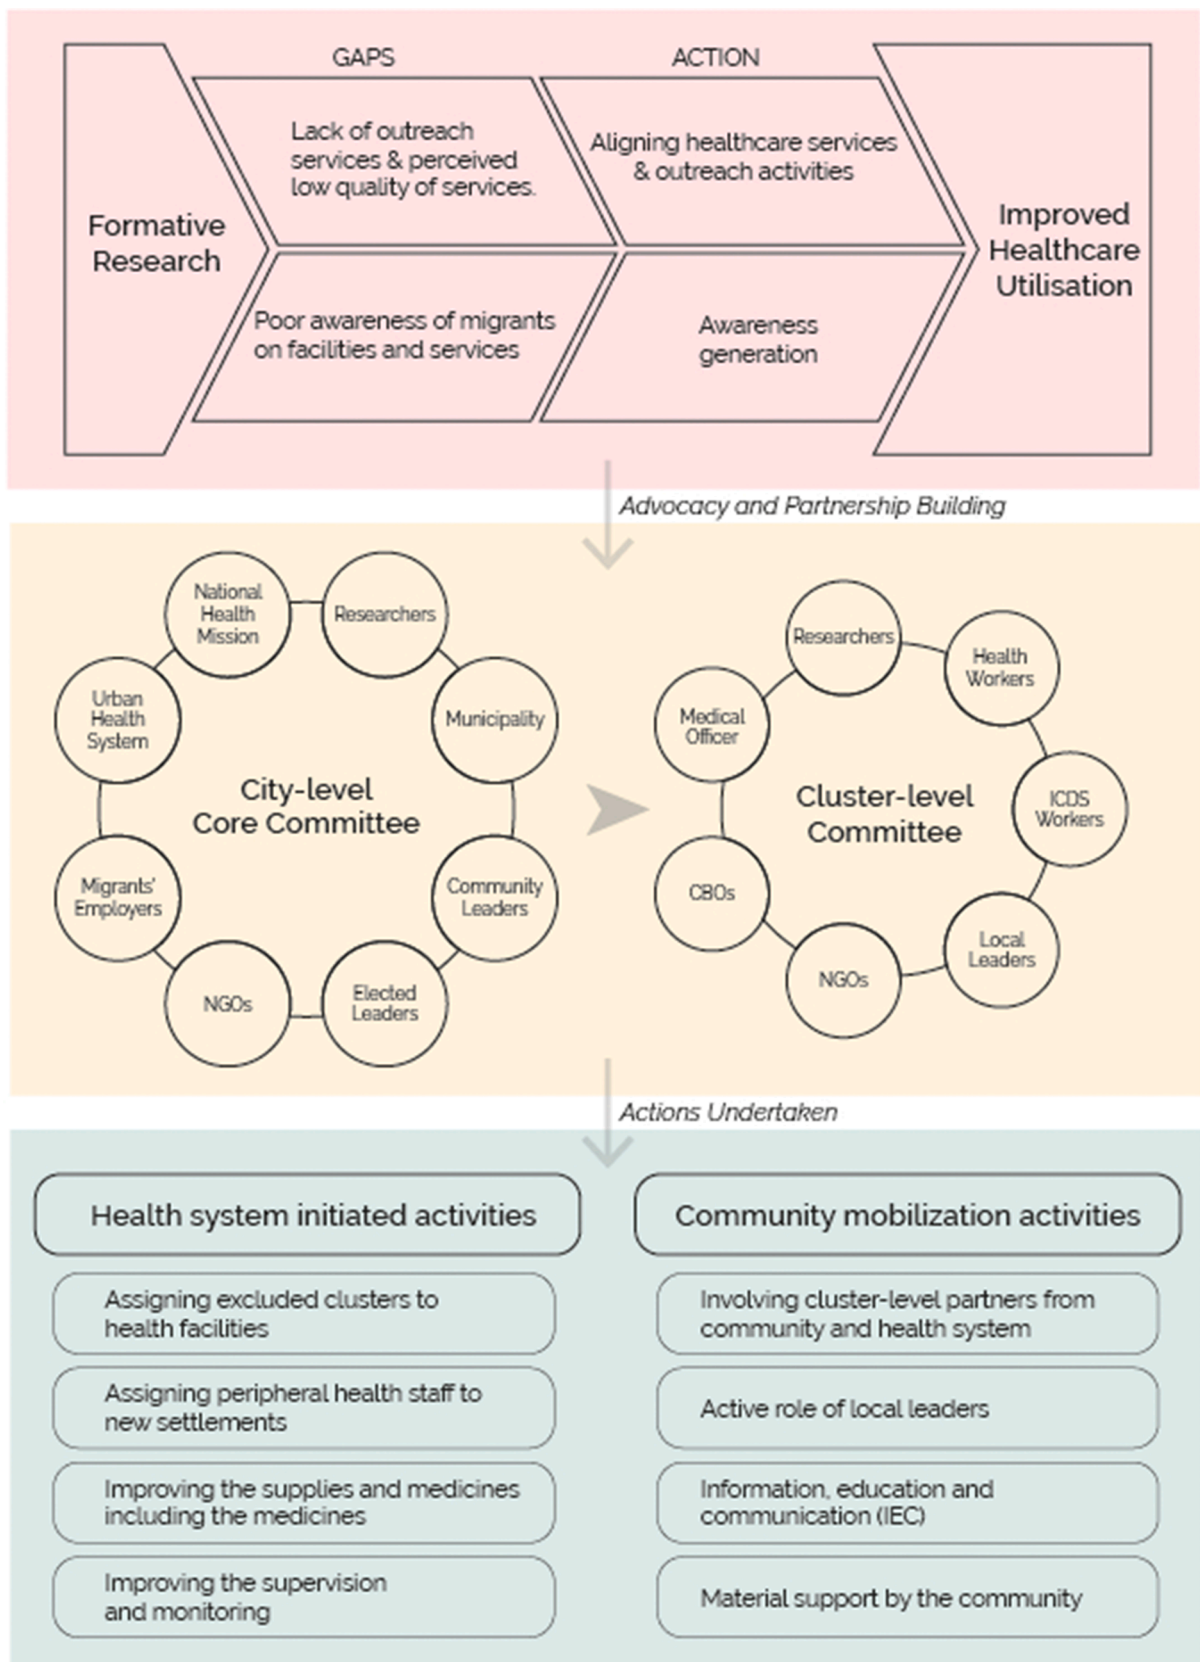 GAPS
ACTION
Formative
Research
Lack of outreach
services & perceived
low quality of services.
Aligning healthcare services
& outreach activities
Poor awareness of migrants
on facilities and services
Awareness
generation
Improved
Healthcare
Utilisation
Advocacy and Partnership Building
National
Health
Mission
Researchers
Urban
Health
System
Municipality
City-level
Core Committee
Migrants'
Employers
Community
Leaders
NGOs
Elected
Leaders
Researchers
Health
Workers
Medical
Officer
ICDS
Workers
Cluster-level
Committee
CBOs
Local
Leaders
NGOs
Actions Undertaken
Health system initiated activities
Assigning excluded clusters to
health facilities
Assigning peripheral health staff to
new settlements
Improving the supplies and medicines
including the medicines
Improving the supervision
and monitoring
Community mobilization activities
Involving cluster-level partners from
community and health system
Active role of local leaders
Information, education and
communication (IEC)
Material support by the community